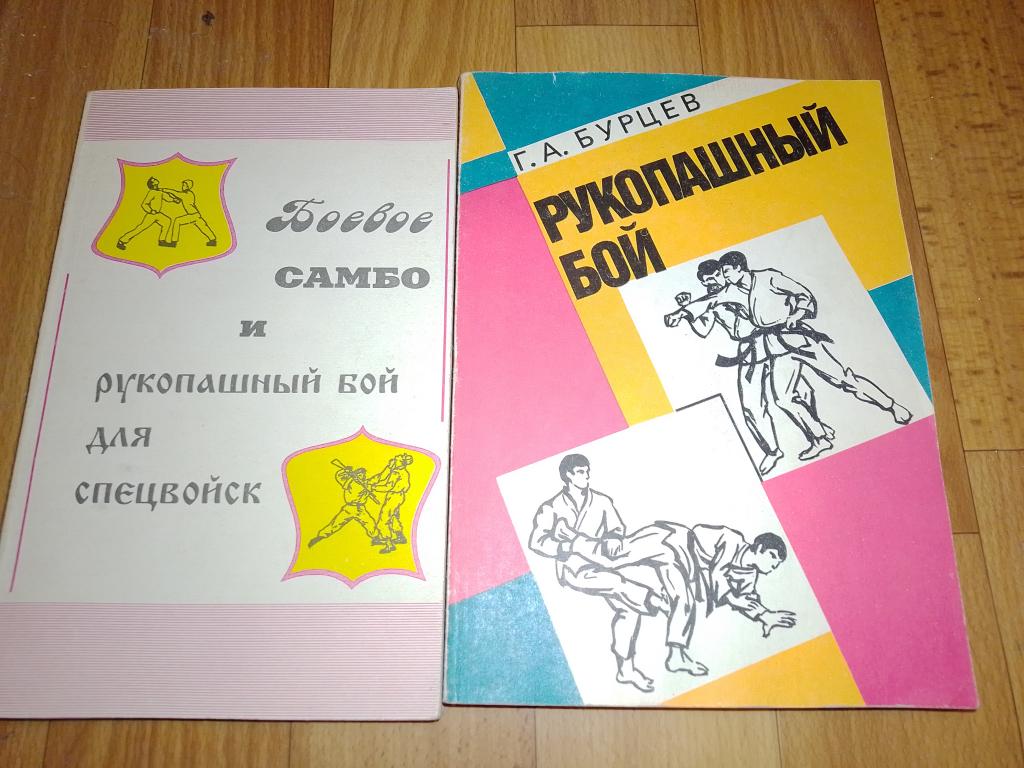 Боевое
САМБО
и
рукопашный бой
для
спецвойск
Г. А. БУРЦЕВ
РУКОПАШНЫЙ
БОЙ